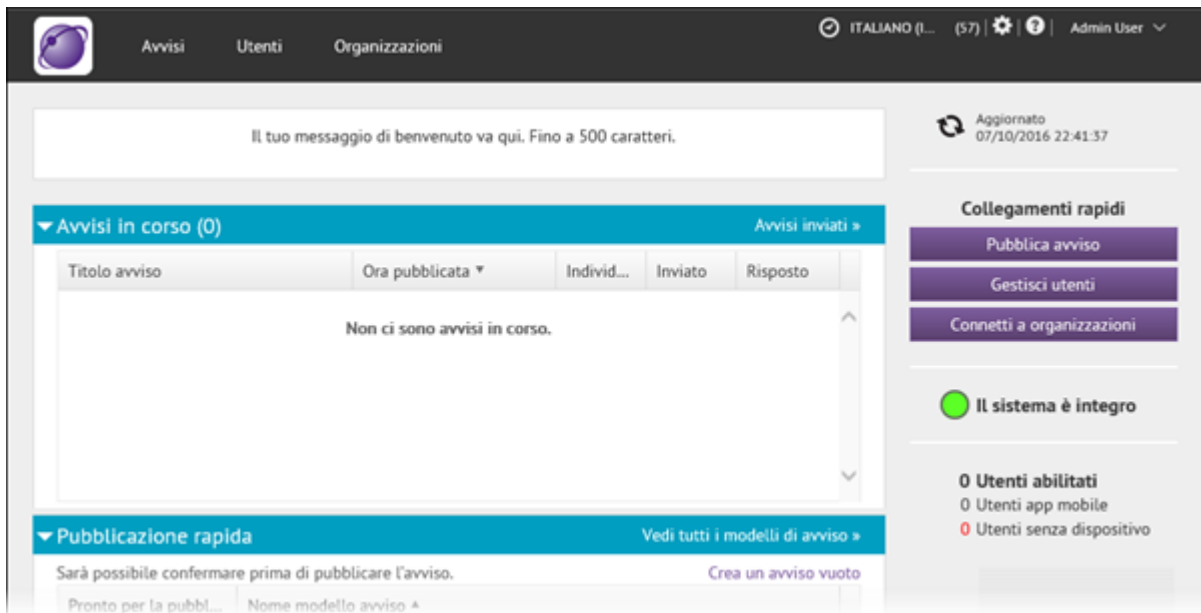 Avvisi Utenti Organizzazioni ITALIANO (I... (57) | | ? | Admin User
Il tuo messaggio di benvenuto va qui. Fino a 500 caratteri.
Aggiornato
07/10/2016 22:41:37
Avvisi in corso (0) Avvisi inviati »
Titolo avviso Ora pubblicata ▼ Individ... Inviato Risposto
Non ci sono avvisi in corso.
Pubblicazione rapida Vedi tutti i modelli di avviso »
Sarà possibile confermare prima di pubblicare l'avviso. Crea un avviso vuoto
Pronto per la pubbl... Nome modello avviso ▲
Collegamenti rapidi
Pubblica avviso
Gestisci utenti
Connetti a organizzazioni
Il sistema è integro
0 Utenti abilitati
0 Utenti app mobile
0 Utenti senza dispositivo